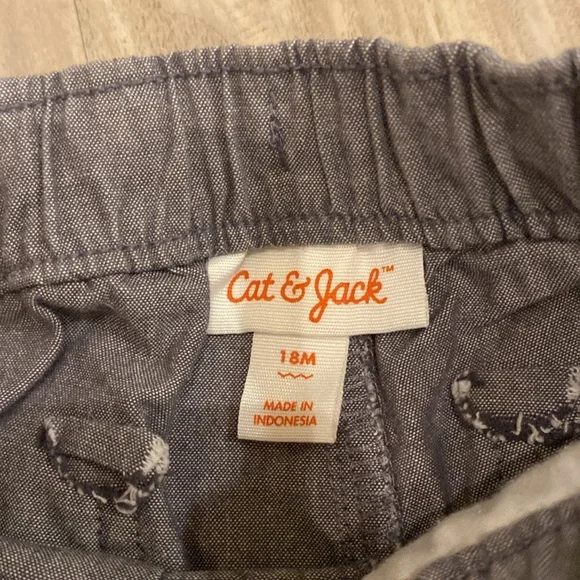 Cat & Jack™
18M
MADE IN
INDONESIA